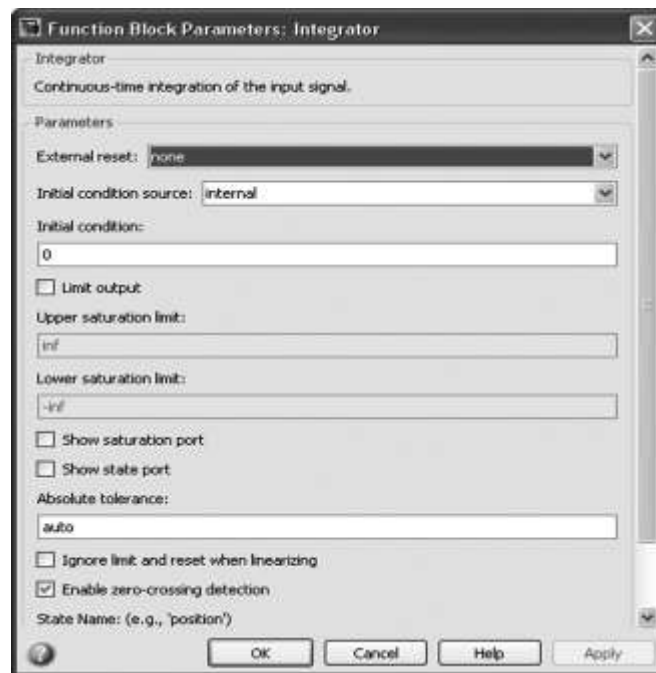 Function Block Parameters: Integrator
Integrator
Continuous-time integration of the input signal.
Parameters
External reset: none
Initial condition source: internal
Initial condition:
0
Limit output
Upper saturation limit:
inf
Lower saturation limit:
-inf
Show saturation port
Show state port
Absolute tolerance:
auto
Ignore limit and reset when linearizing
Enable zero-crossing detection
State Name: (e.g., 'position')
OK Cancel Help Apply